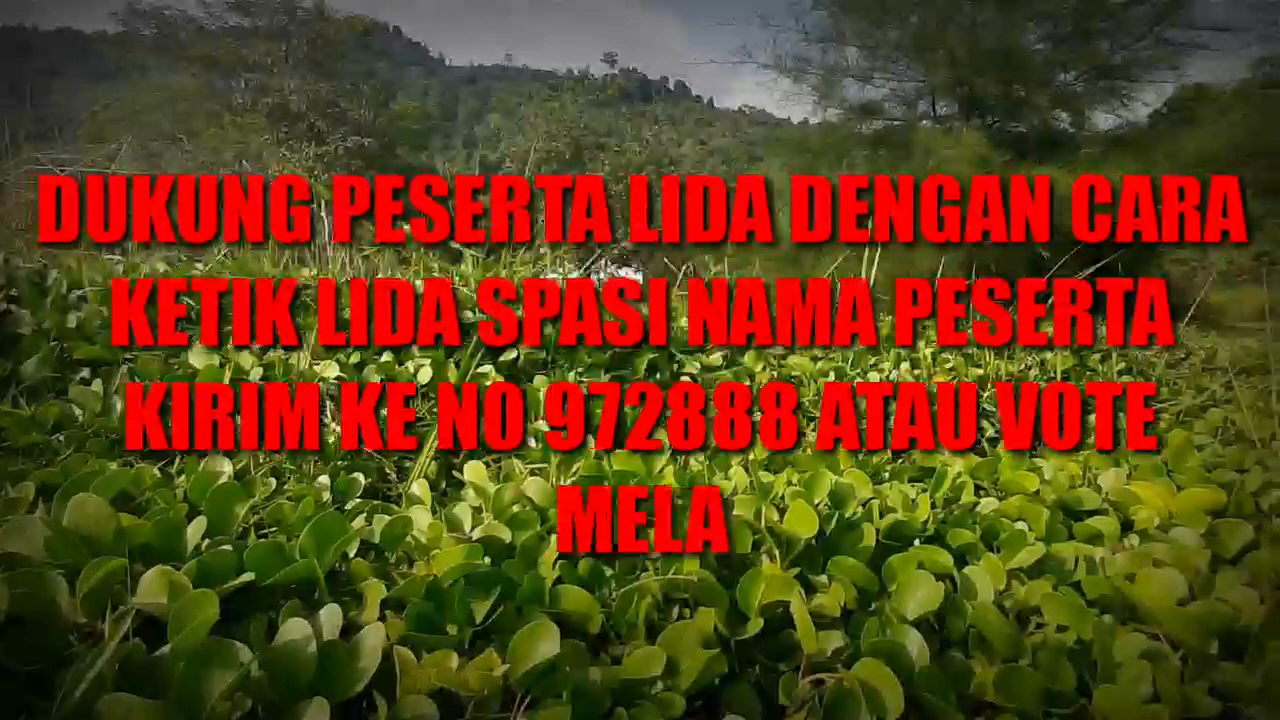 DUKUNG PESERTA LIDA DENGAN CARA
KETIK LIDA SPASI NAMA PESERTA
KIRIM KE NO 972888 ATAU VOTE
MELA